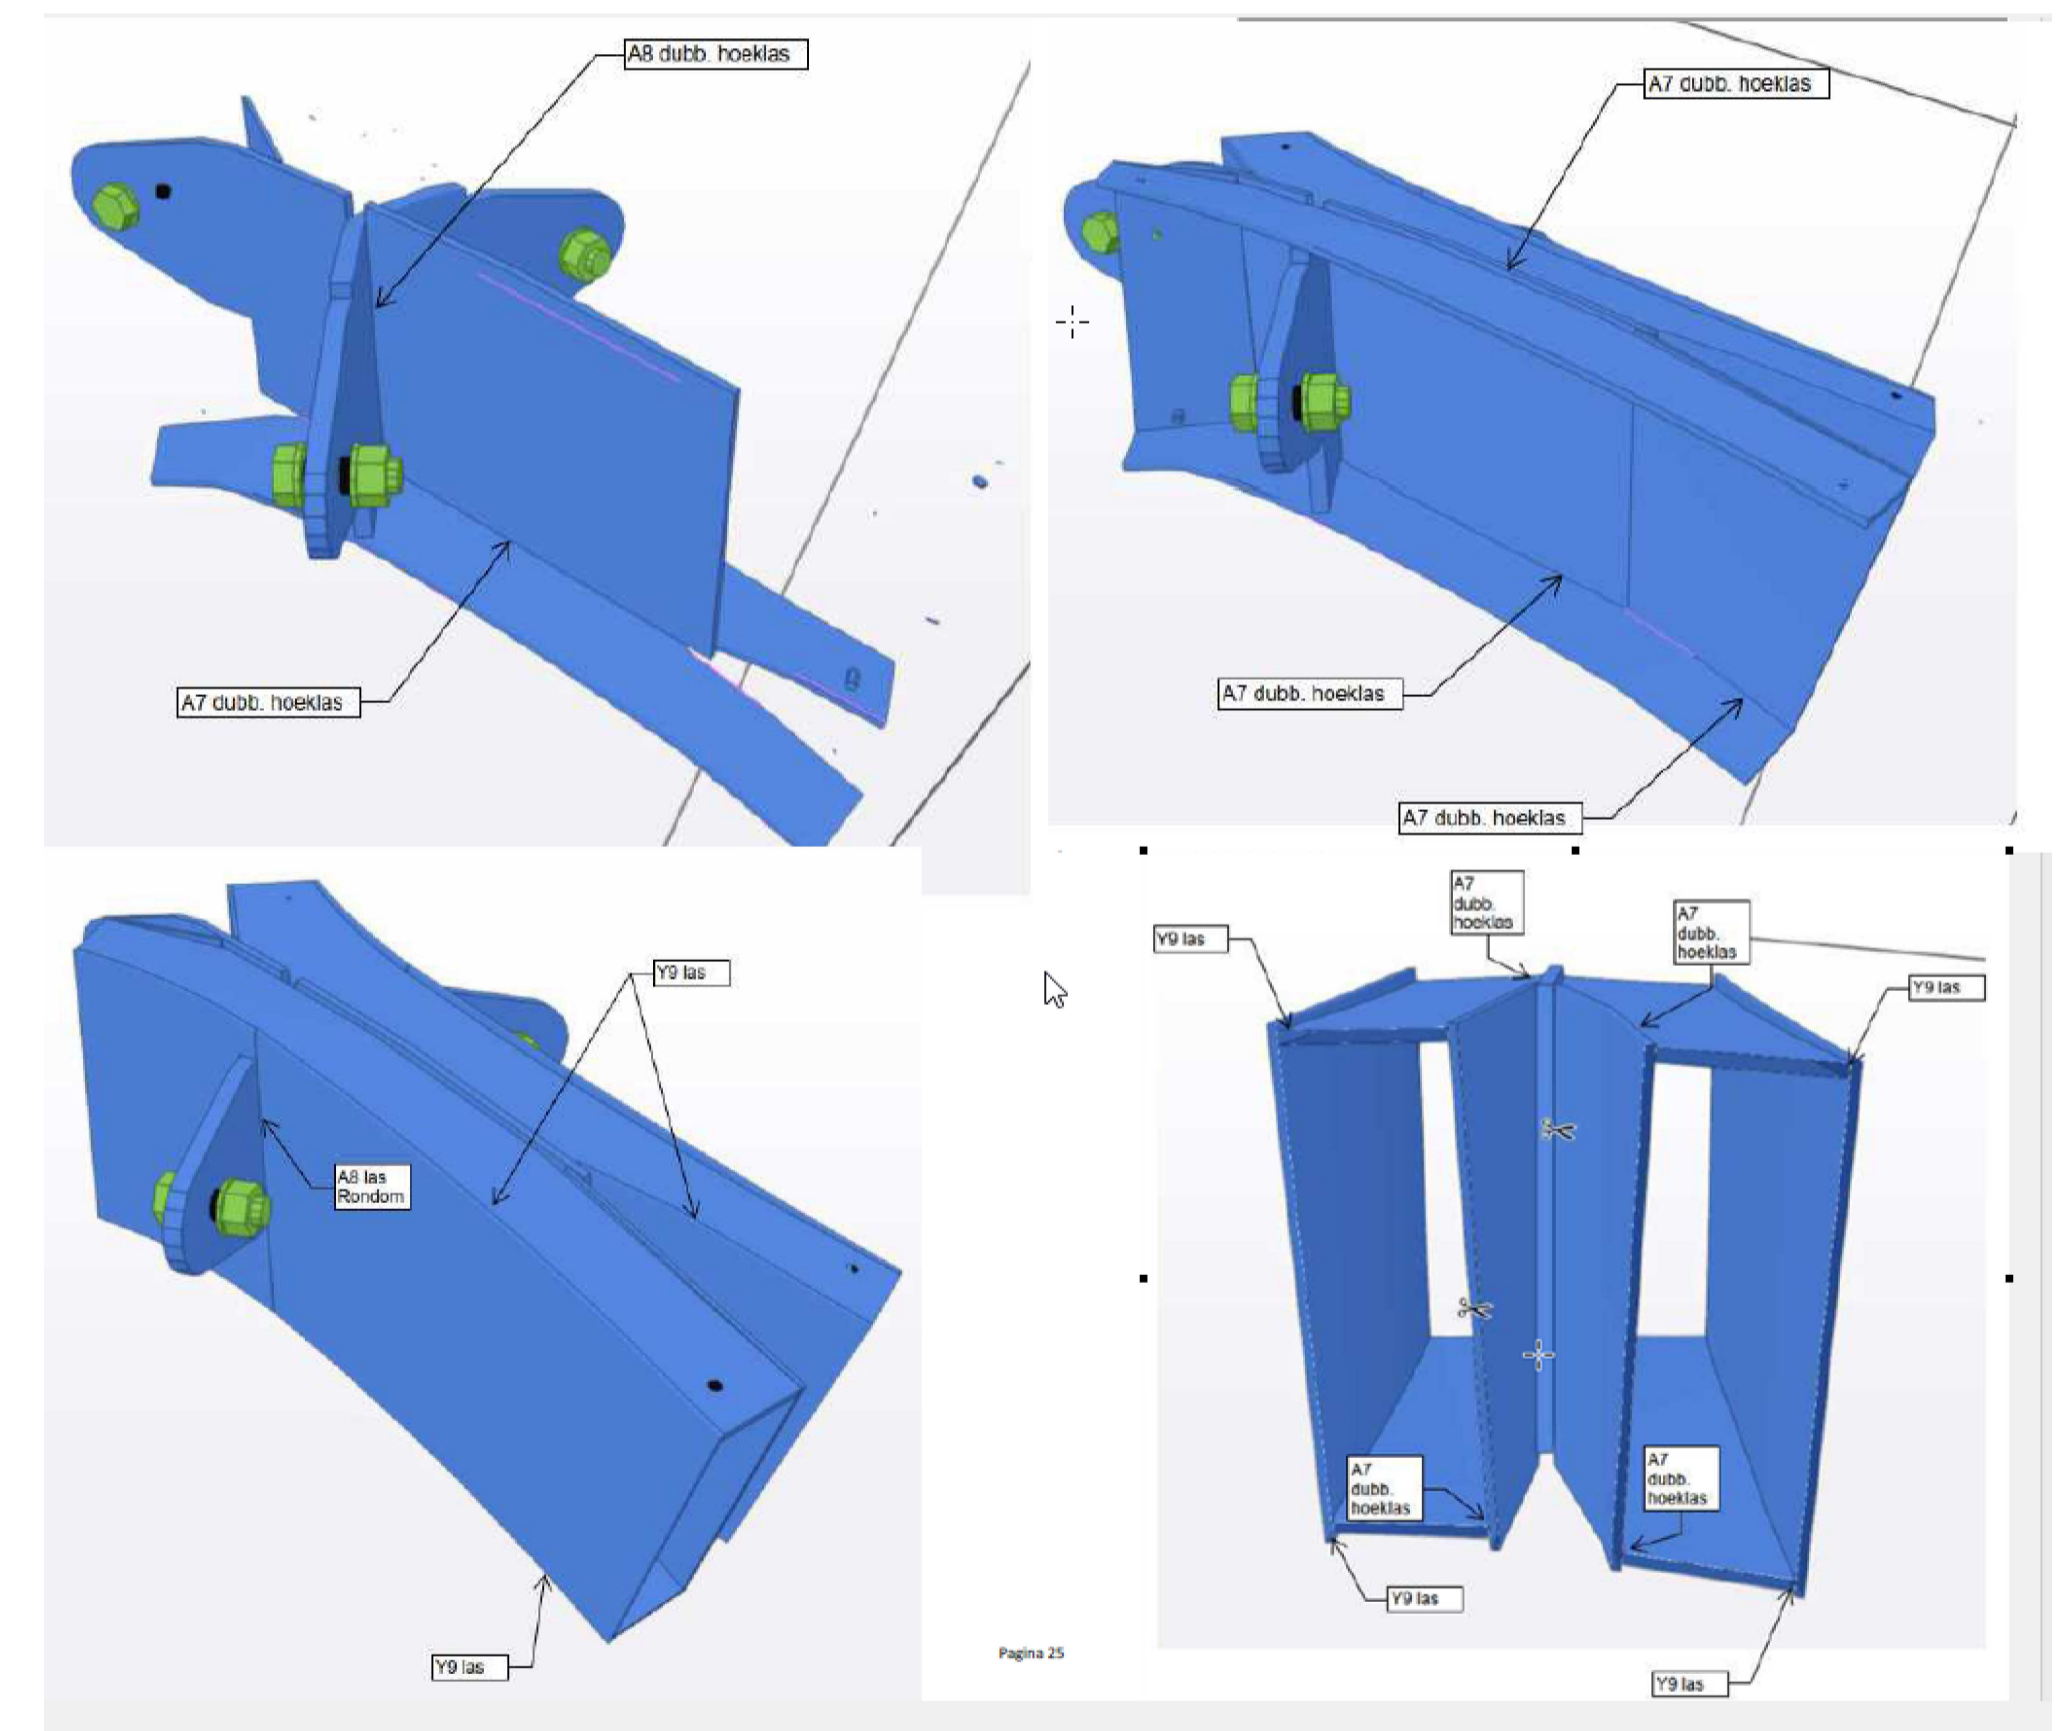 A8 dubb. hoeklas
A7 dubb. hoeklas
A7 dubb. hoeklas
A7 dubb. hoeklas
A7 dubb. hoeklas
Y9 las
A8 las
Rondom
Y9 las
A7
dubb.
hoeklas
A7
dubb.
hoeklas
Y9 las
Y9 las
A7
dubb.
hoeklas
A7
dubb.
hoeklas
Y9 las
Y9 las
Pagina 25